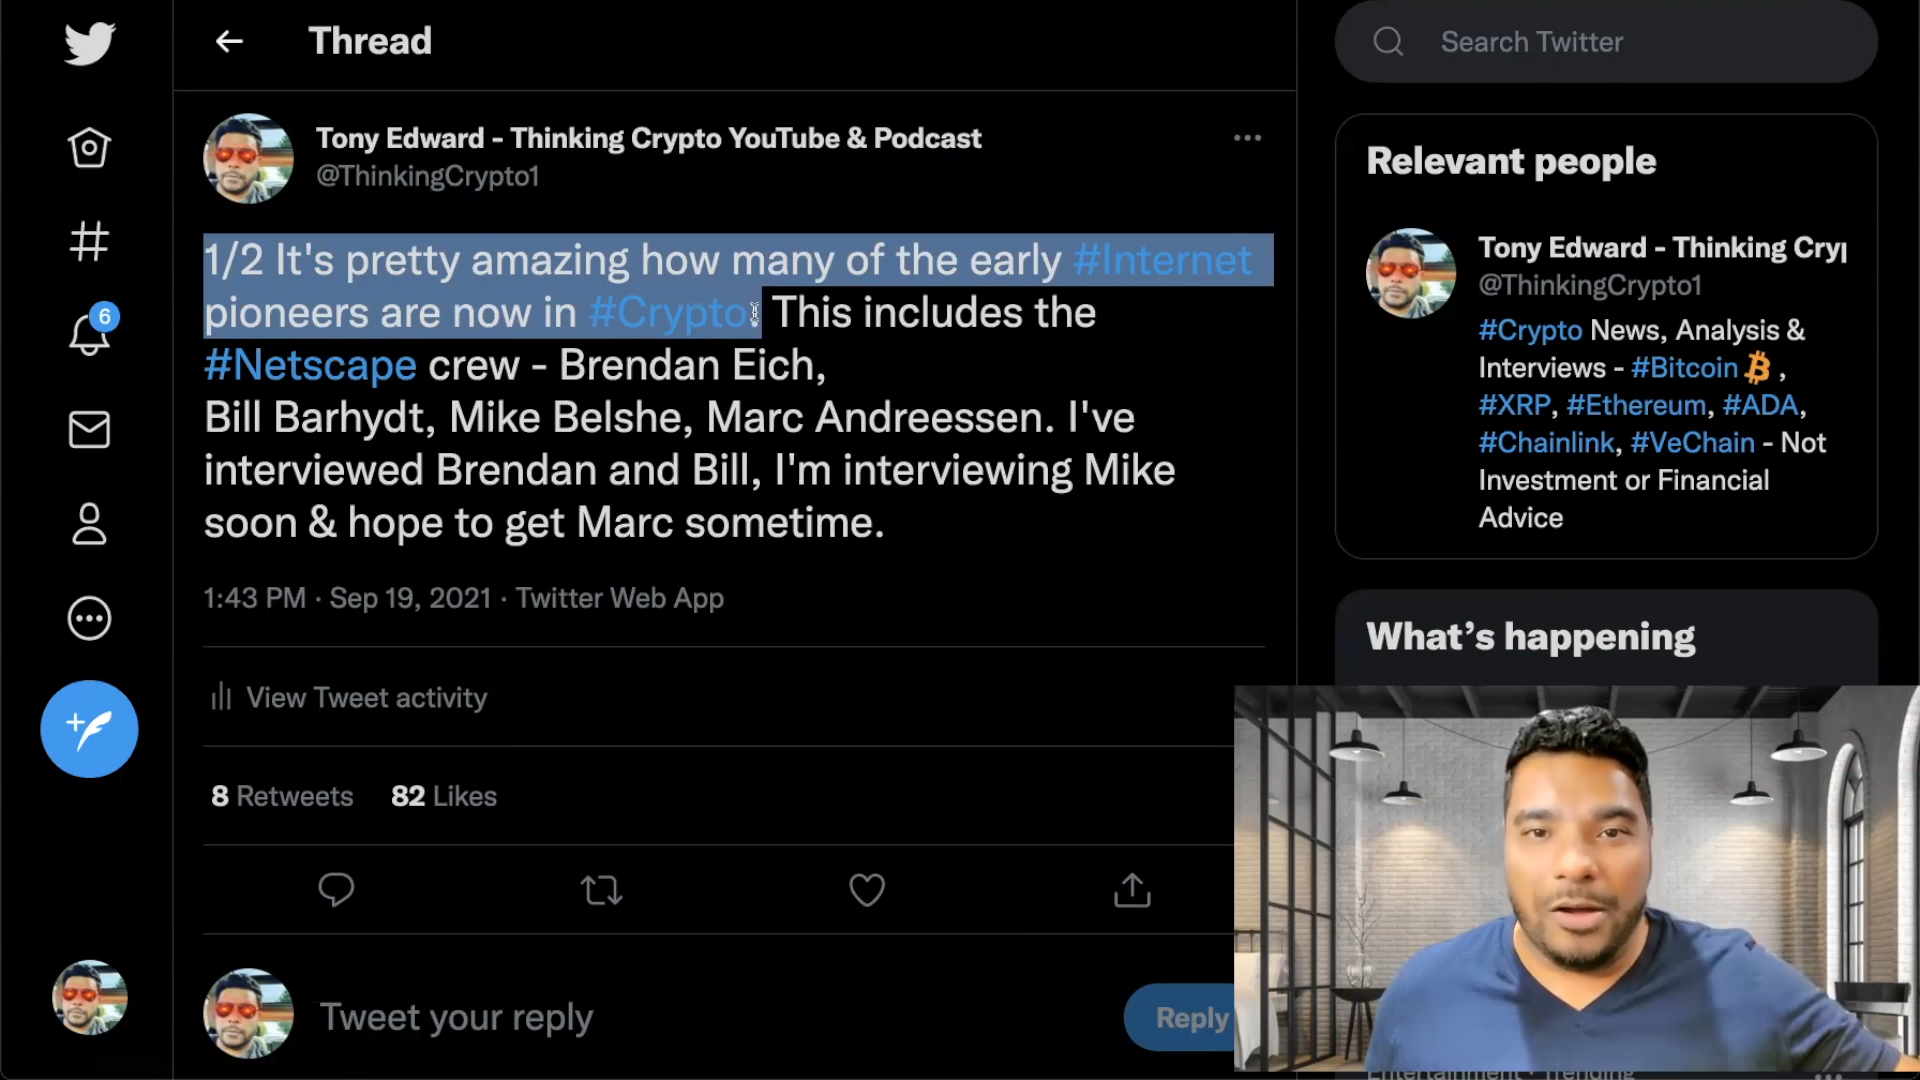 Thread
Search Twitter
Tony Edward - Thinking Crypto YouTube & Podcast
@ThinkingCrypto1
1/2 It's pretty amazing how many of the early #Internet
pioneers are now in #Crypto! This includes the
#Netscape crew - Brendan Eich,
Bill Barhydt, Mike Belshe, Marc Andreessen. I've
interviewed Brendan and Bill, I'm interviewing Mike
soon & hope to get Marc sometime.
1:43 PM · Sep 19, 2021 · Twitter Web App
View Tweet activity
8 Retweets 82 Likes
Tweet your reply
Reply
6
Relevant people
Tony Edward - Thinking Cry
@ThinkingCrypto1
#Crypto News, Analysis &
Interviews - #Bitcoin ,
#XRP, #Ethereum, #ADA,
#Chainlink, #VeChain - Not
Investment or Financial
Advice
What's happening
Entertainment · Trending